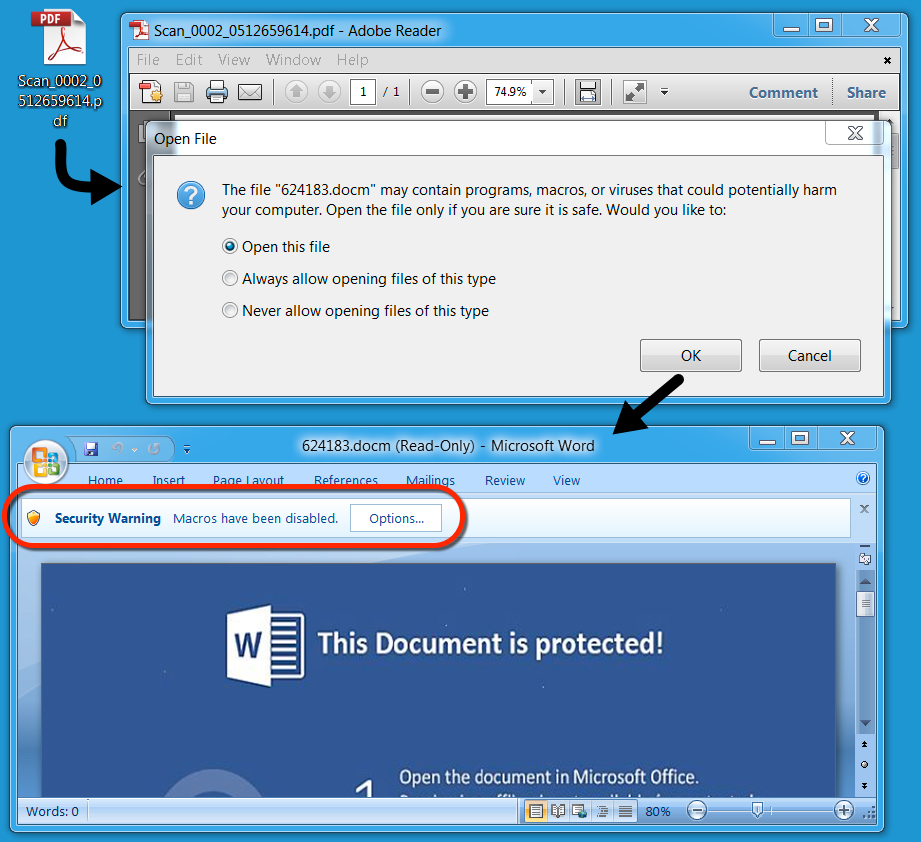 PDF
Scan_0002_0
512659614.p
df
Scan_0002_0512659614.pdf - Adobe Reader
File Edit View Window Help
1 / 1 74.9% Comment Share
Open File
The file "624183.docm" may contain programs, macros, or viruses that could potentially harm
your computer. Open the file only if you are sure it is safe. Would you like to:
Open this file
Always allow opening files of this type
Never allow opening files of this type
OK Cancel
624183.docm (Read-Only) - Microsoft Word
Home Insert Page Layout References Mailings Review View
Security Warning Macros have been disabled. Options...
W
This Document is protected!
1 Open the document in Microsoft Office.
Words: 0 80%